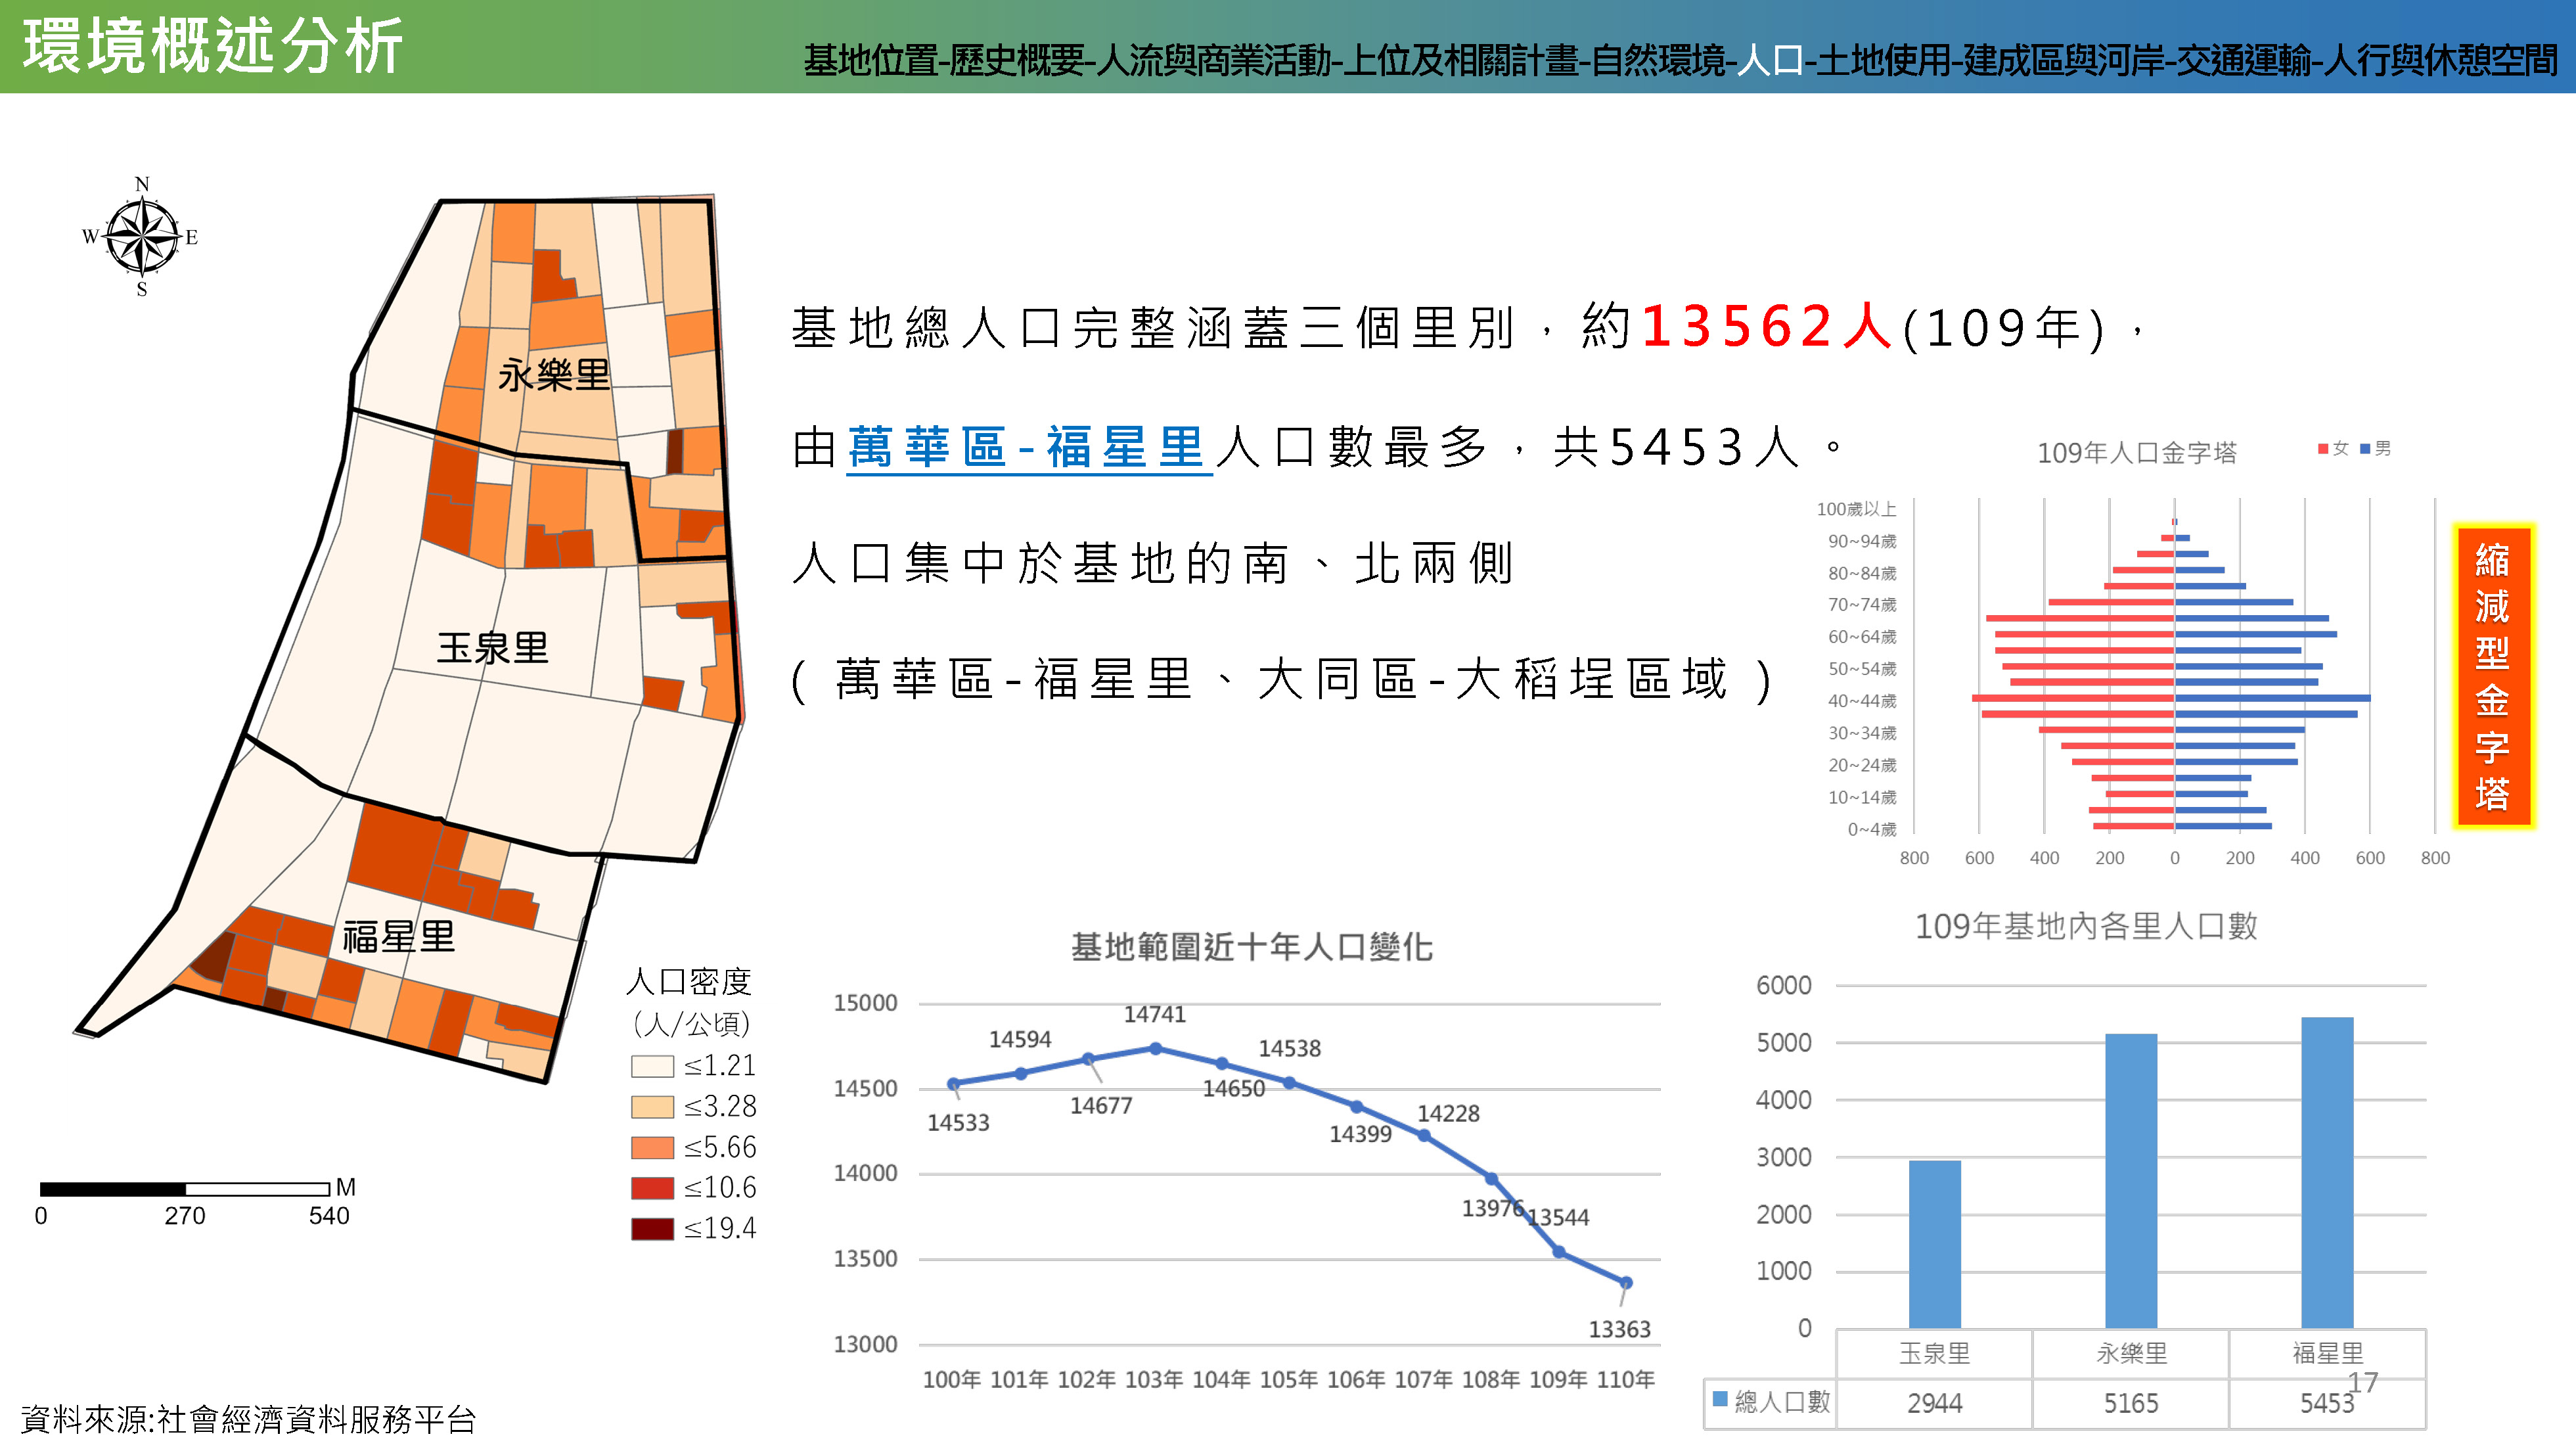 環境概述分析
基地位置-歷史概要-人流與商業活動-上位及相關計畫-自然環境-人口-土地使用-建成區與河岸-交通運輸-人行與休憩空間
N
W
E
S
永樂里
玉泉里
福星里
人口密度
(人/公頃)
≤1.21
≤3.28
≤5.66
≤10.6
≤19.4
M
0 270 540
資料來源:社會經濟資料服務平台
基地總人口完整涵蓋三個里別，約13562人(109年)，
由萬華區-福星里人口數最多，共5453人。
人口集中於基地的南、北兩側
(萬華區-福星里、大同區-大稻埕區域)
109年人口金字塔
女 男
100歲以上
90~94歲
80~84歲
70~74歲
60~64歲
50~54歲
40~44歲
30~34歲
20~24歲
10~14歲
0~4歲
800 600 400 200 0 200 400 600 800
縮減型金字塔
基地範圍近十年人口變化
15000
14500
14000
13500
13000
14533
14594
14677
14741
14650
14538
14399
14228
13976
13544
13363
100年 101年 102年 103年 104年 105年 106年 107年 108年 109年 110年
109年基地內各里人口數
6000
5000
4000
3000
2000
1000
0
玉泉里 永樂里 福星里
總人口數 2944 5165 5453
17